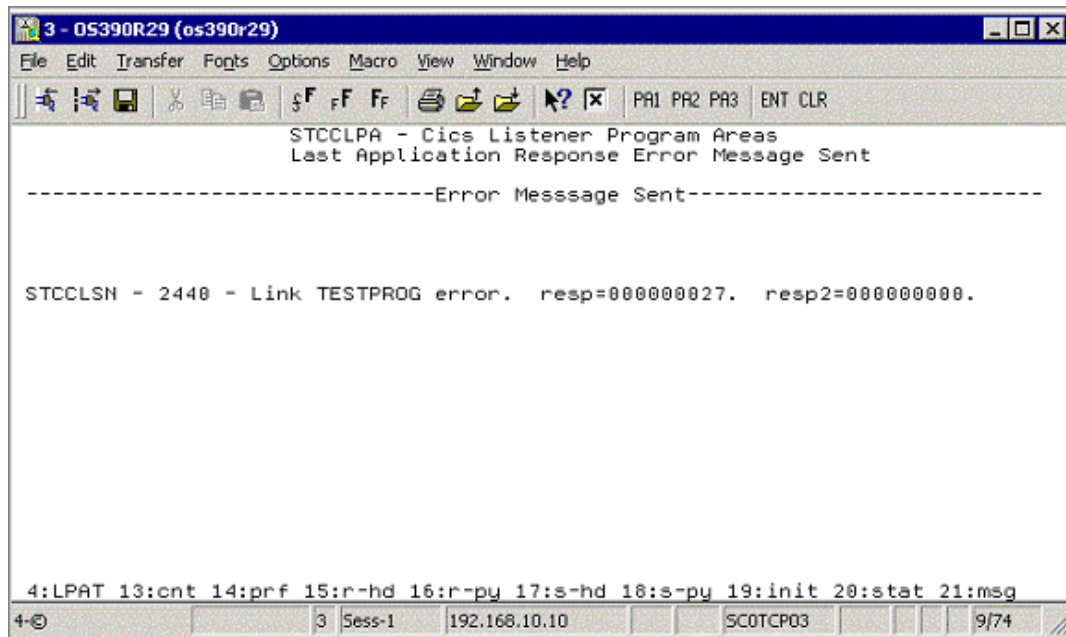 3 - OS390R29 (os390r29)
File Edit Transfer Fonts Options Macro View Window Help
PA1 PA2 PA3 ENT CLR
STCCLPA - Cics Listener Program Areas
Last Application Response Error Message Sent
-------------------------------Error Messsage Sent---------------------------
STCCLSN - 2440 - Link TESTPROG error. resp=000000027. resp2=000000000.
4:LPAT 13:cnt 14:prf 15:r-hd 16:r-py 17:s-hd 18:s-py 19:init 20:stat 21:msg
4-© 3 Sess-1 192.168.10.10 SC0TCP03 9/74